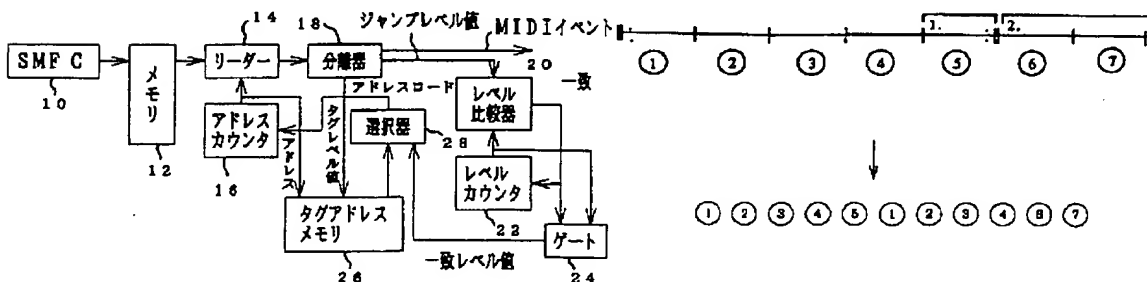 ジャンプレベル値
MIDIイベント
14
18
20
SMF C
リーダー
分離器
10
メモリ
12
アドレスロード
レベル
比較器
一致
アドレス
カウンタ
16
アドレス
タグレベル値
選択器
28
レベル
カウンタ
22
タグアドレス
メモリ
26
一致レベル値
ゲート
24
1.
2.
① ② ③ ④ ⑤ ⑥ ⑦
① ② ③ ④ ⑤ ① ② ③ ④ ⑥ ⑦